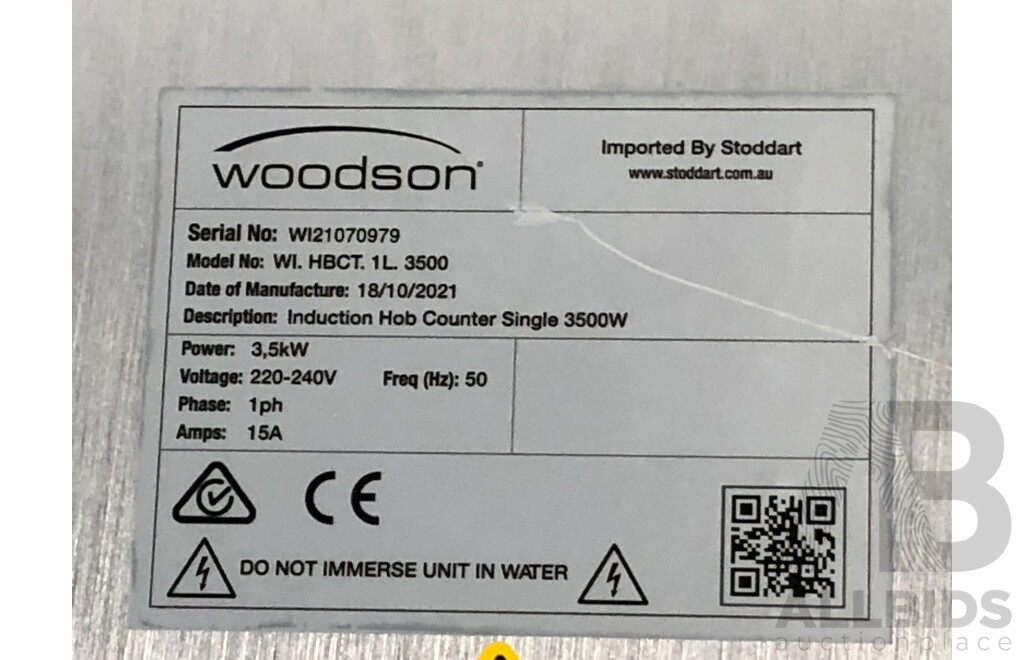 woodson
Imported By Stoddart
www.stoddart.com.au
Serial No: WI21070979
Model No: WI. HBCT. 1L. 3500
Date of Manufacture: 18/10/2021
Description: Induction Hob Counter Single 3500W
Power: 3,5kW
Voltage: 220-240V Freq (Hz): 50
Phase: 1ph
Amps: 15A
CE
DO NOT IMMERSE UNIT IN WATER
B
ALLBIDS
auctionplace